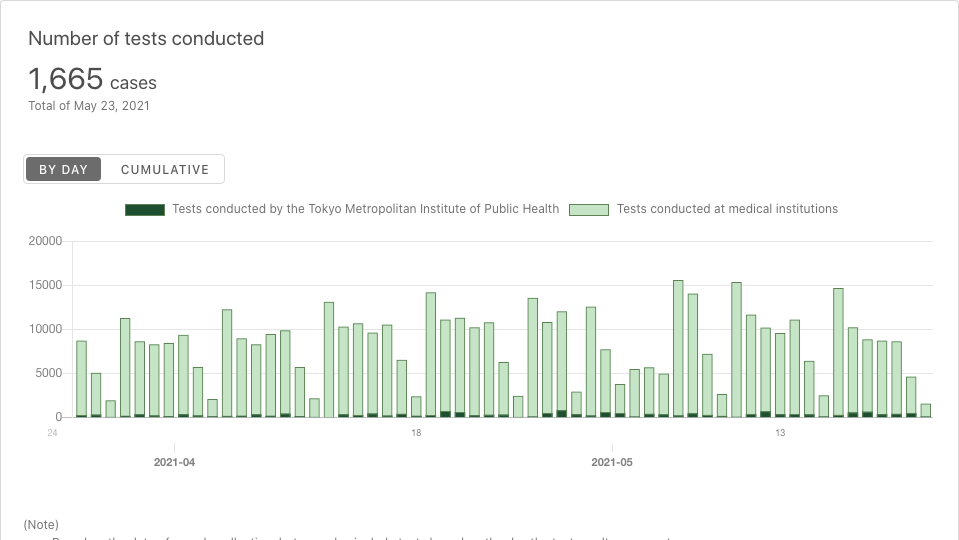 Number of tests conducted
1,665 cases
Total of May 23, 2021
BY DAY CUMULATIVE
Tests conducted by the Tokyo Metropolitan Institute of Public Health Tests conducted at medical institutions
20000
15000
10000
5000
0
24 18 13
2021-04 2021-05
(Note)